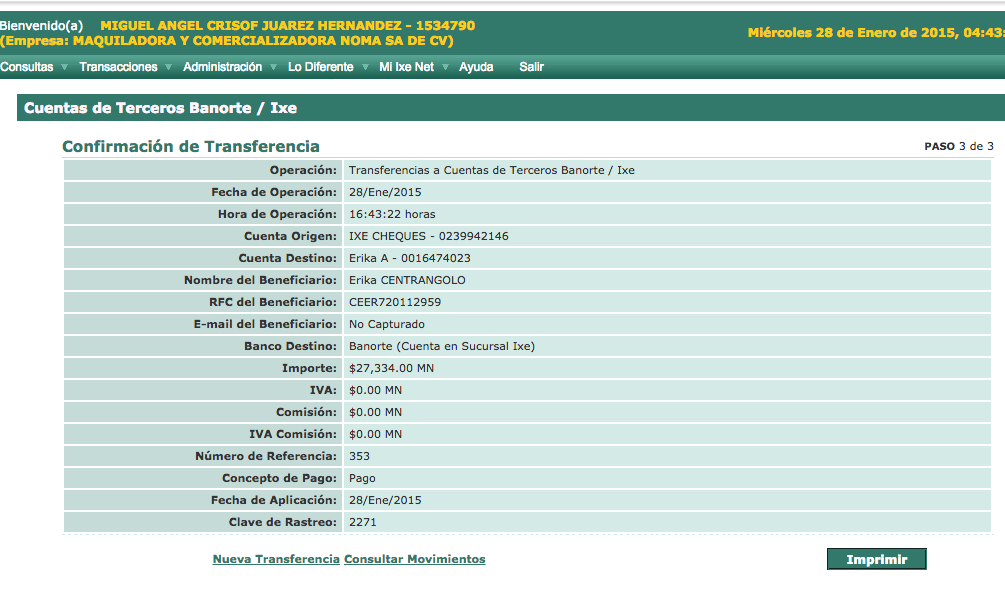 Bienvenido(a) MIGUEL ANGEL CRISOF JUAREZ HERNANDEZ - 1534790
(Empresa: MAQUILADORA Y COMERCIALIZADORA NOMA SA DE CV)
Miércoles 28 de Enero de 2015, 04:43:
Consultas Transacciones Administración Lo Diferente Mi Ixe Net Ayuda Salir
Cuentas de Terceros Banorte / Ixe
Confirmación de Transferencia PASO 3 de 3
Operación: Transferencias a Cuentas de Terceros Banorte / Ixe
Fecha de Operación: 28/Ene/2015
Hora de Operación: 16:43:22 horas
Cuenta Origen: IXE CHEQUES - 0239942146
Cuenta Destino: Erika A - 0016474023
Nombre del Beneficiario: Erika CENTRANGOLO
RFC del Beneficiario: CEER720112959
E-mail del Beneficiario: No Capturado
Banco Destino: Banorte (Cuenta en Sucursal Ixe)
Importe: $27,334.00 MN
IVA: $0.00 MN
Comisión: $0.00 MN
IVA Comisión: $0.00 MN
Número de Referencia: 353
Concepto de Pago: Pago
Fecha de Aplicación: 28/Ene/2015
Clave de Rastreo: 2271
Nueva Transferencia Consultar Movimientos Imprimir